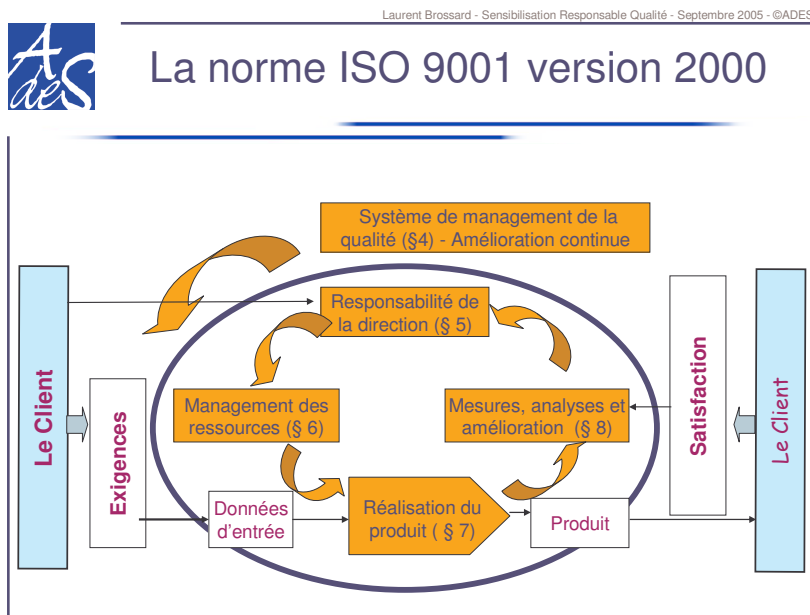 Laurent Brossard - Sensibilisation Responsable Qualité - Septembre 2005 - ©ADES
AdeS
La norme ISO 9001 version 2000
Système de management de la
qualité (§4) - Amélioration continue
Responsabilité de
la direction (§ 5)
Le Client
Exigences
Management des
ressources (§ 6)
Mesures, analyses et
amélioration (§ 8)
Satisfaction
Le Client
Données
d'entrée
Réalisation du
produit ( § 7)
Produit